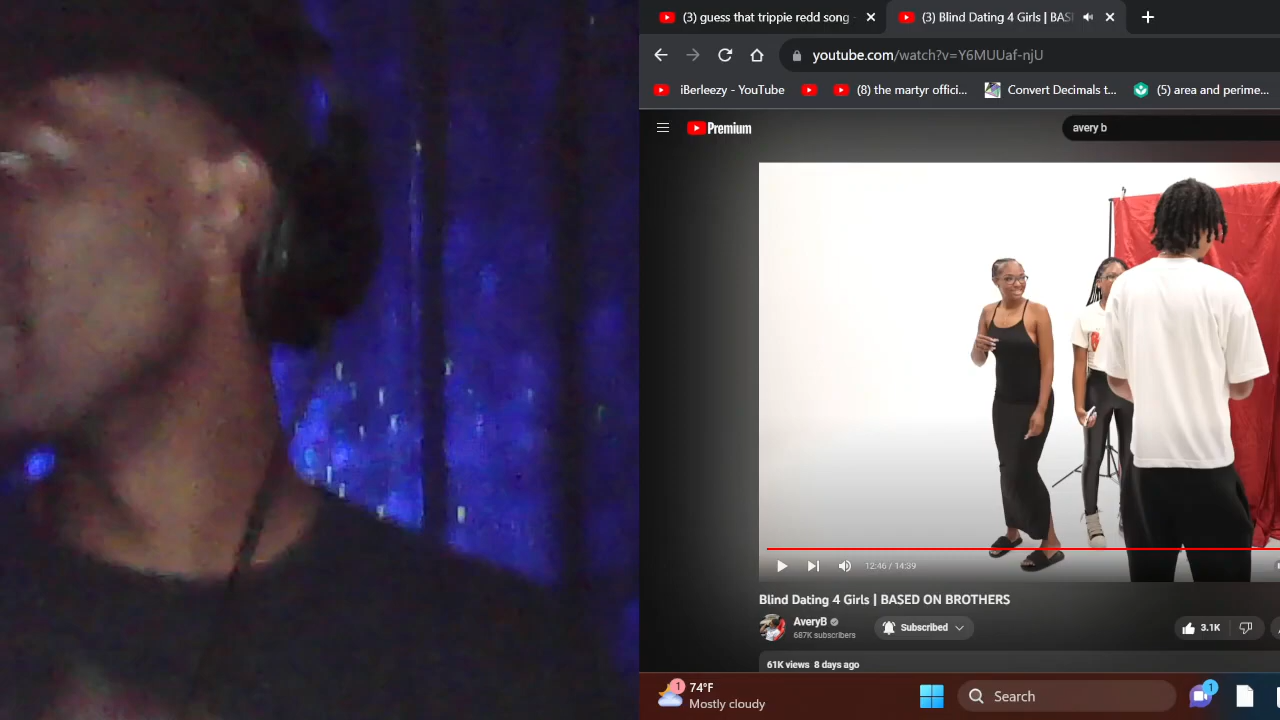 (3) guess that trippie redd song
(3) Blind Dating 4 Girls | BAS
youtube.com/watch?v=Y6MUUaf-njU
iBerleezy - YouTube
(8) the martyr offici...
Convert Decimals t...
(5) area and perime...
Premium
avery b
12:46 / 14:39
Blind Dating 4 Girls | BASED ON BROTHERS
AveryB
687K subscribers
Subscribed
3.1K
61K views 8 days ago
1
74°F
Mostly cloudy
Search
1